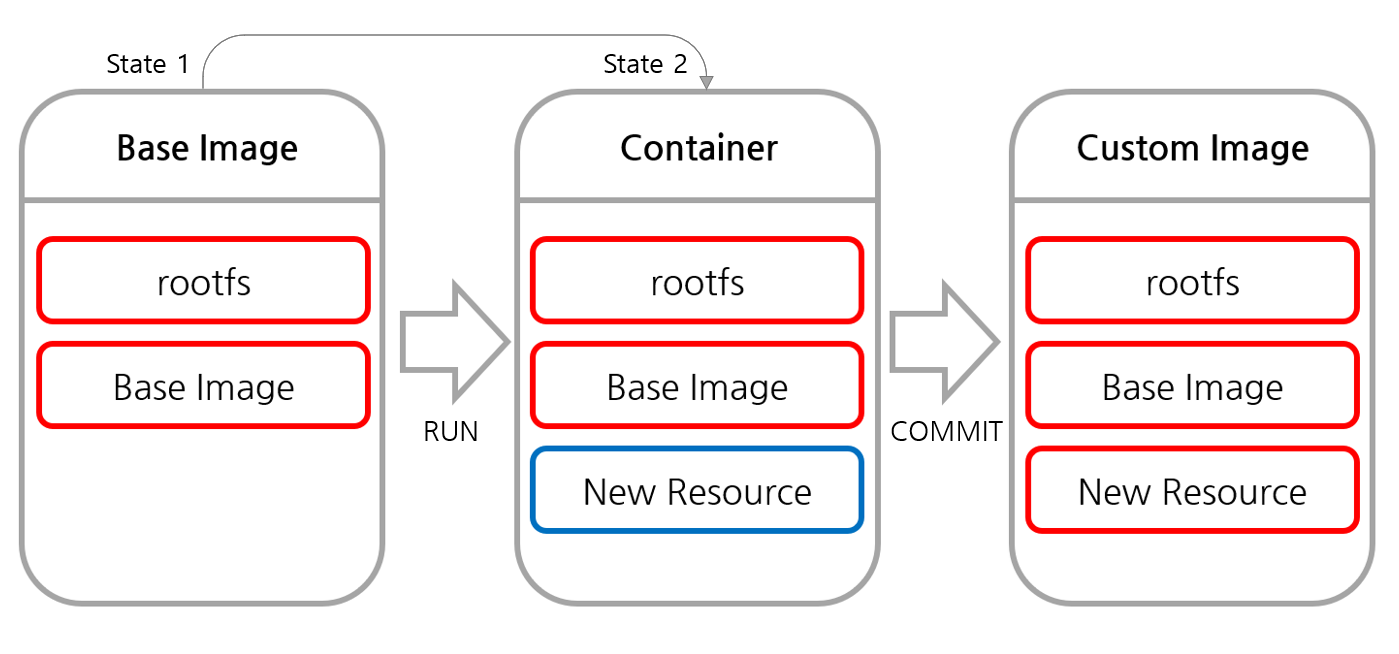 State 1
State 2
Base Image
rootfs
Base Image
RUN
Container
rootfs
Base Image
New Resource
COMMIT
Custom Image
rootfs
Base Image
New Resource